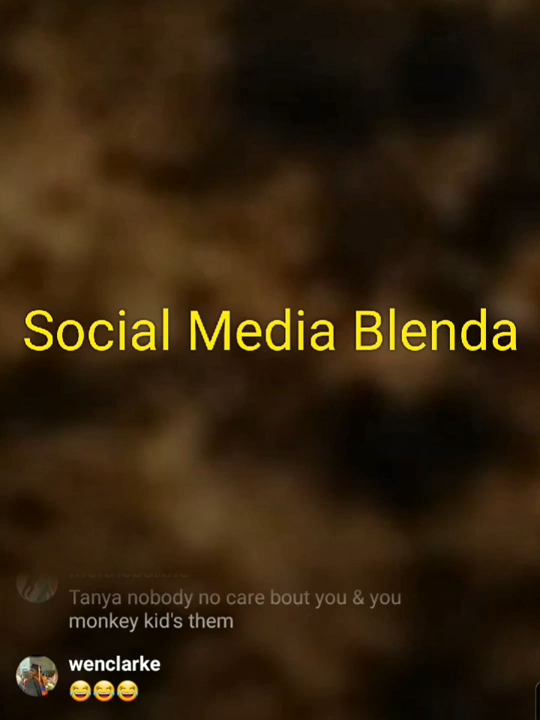 Social Media Blenda
Tanya nobody no care bout you & you
monkey kid's them
wenclarke
😂😂😂